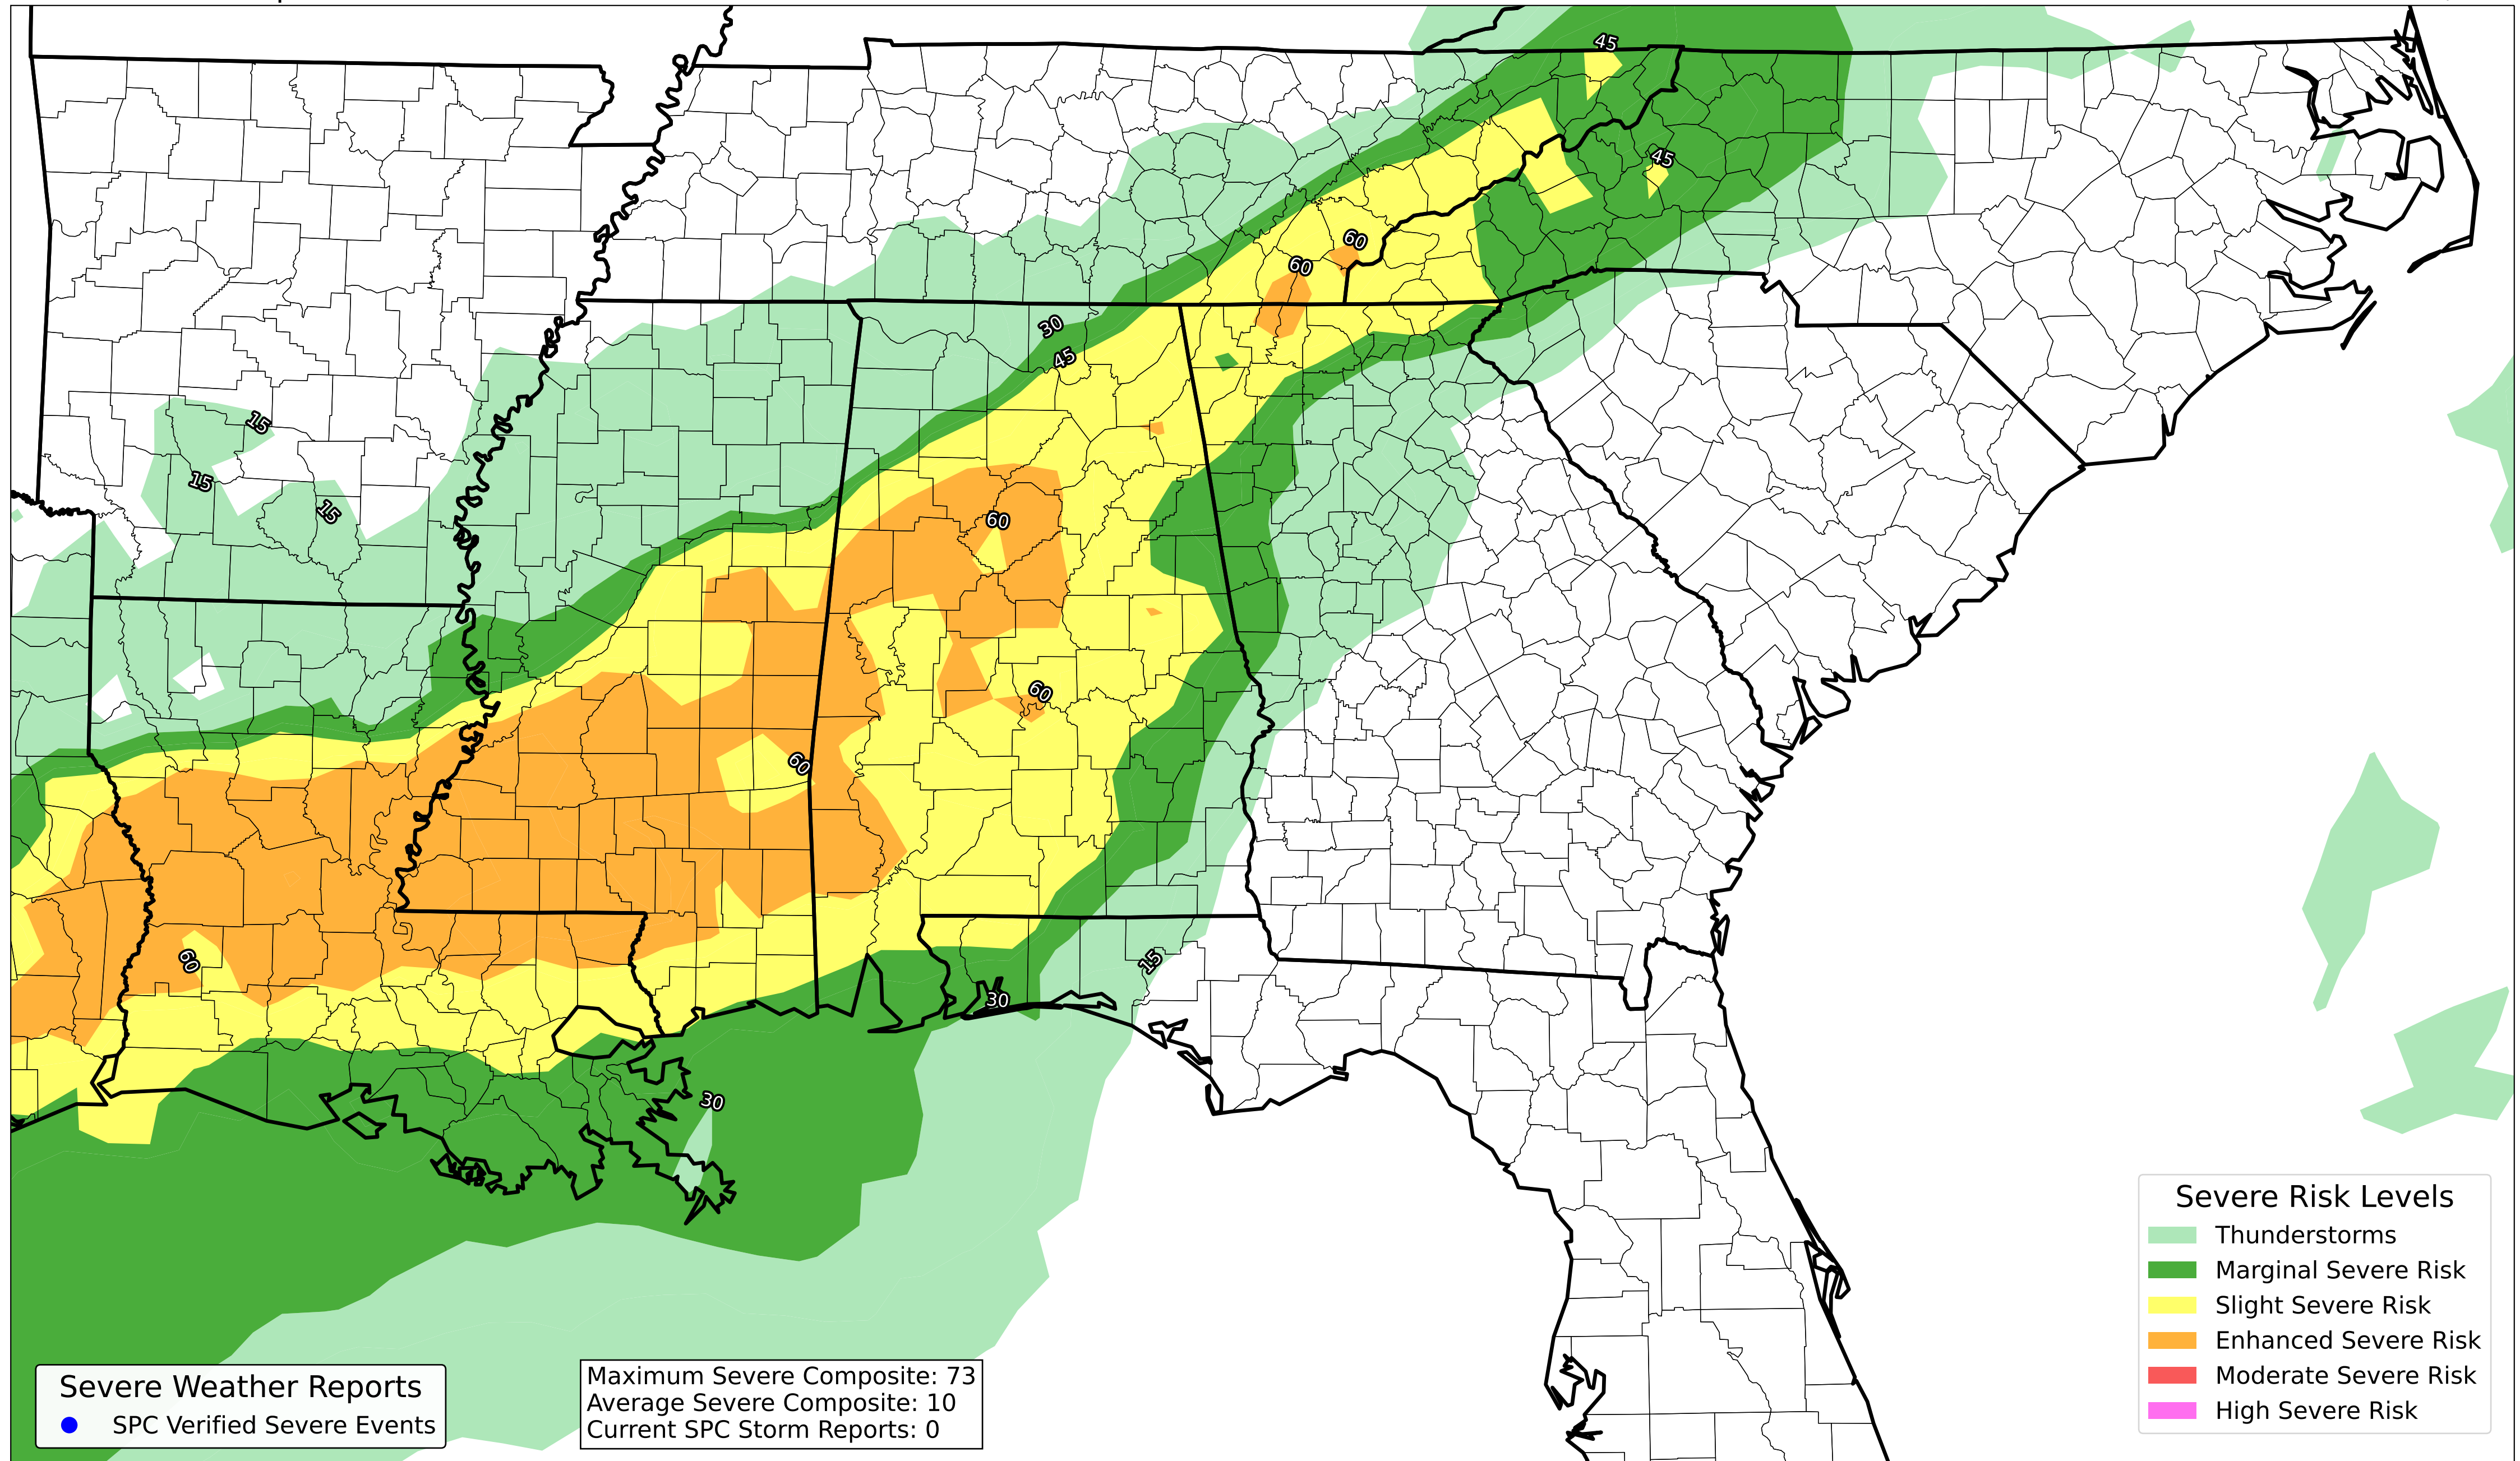 45
45
60
60
30
45
15
15
15
60
60
60
60
15
30
30
Severe Risk Levels
Thunderstorms
Marginal Severe Risk
Slight Severe Risk
Enhanced Severe Risk
Moderate Severe Risk
High Severe Risk
Severe Weather Reports
SPC Verified Severe Events
Maximum Severe Composite: 73
Average Severe Composite: 10
Current SPC Storm Reports: 0